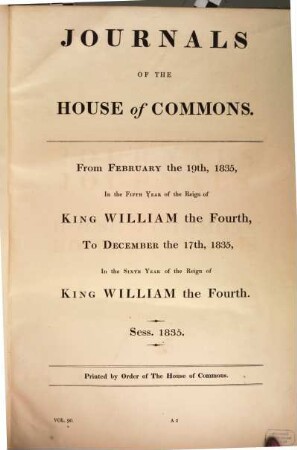 JOURNALS
OF THE
HOUSE of COMMONS.
From FEBRUARY the 19th, 1835,
In the FIFTH YEAR of the Reign of
KING WILLIAM the Fourth,
To DECEMBER the 17th, 1835,
In the SIXTH YEAR of the Reign of
KING WILLIAM the Fourth.
Sess. 1835.
Printed by Order of The House of Commons.
VOL. 90. A 2